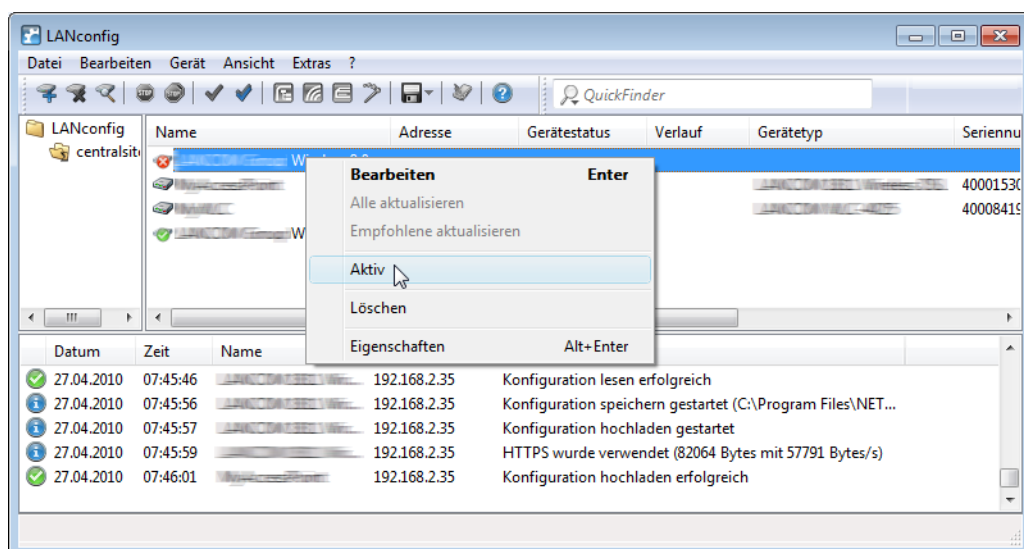 LANconfig
Datei Bearbeiten Gerät Ansicht Extras ?
QuickFinder
LANconfig
centralsit
Name Adresse Gerätestatus Verlauf Gerätetyp Seriennu
Bearbeiten Enter
4000153
Alle aktualisieren
4000841
Empfohlene aktualisieren
Aktiv
Löschen
Eigenschaften Alt+Enter
Datum Zeit Name
27.04.2010 07:45:46 192.168.2.35 Konfiguration lesen erfolgreich
27.04.2010 07:45:56 192.168.2.35 Konfiguration speichern gestartet (C:\Program Files\NET...
27.04.2010 07:45:57 192.168.2.35 Konfiguration hochladen gestartet
27.04.2010 07:45:59 192.168.2.35 HTTPS wurde verwendet (82064 Bytes mit 57791 Bytes/s)
27.04.2010 07:46:01 192.168.2.35 Konfiguration hochladen erfolgreich